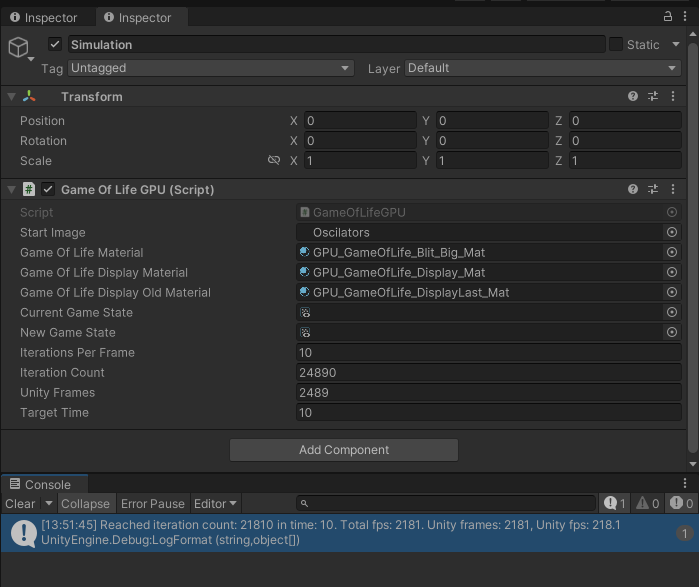 Inspector Inspector
Simulation Static
Tag Untagged Layer Default
Transform
Position X 0 Y 0 Z 0
Rotation X 0 Y 0 Z 0
Scale X 1 Y 1 Z 1
# Game Of Life GPU (Script)
Script GameOfLifeGPU
Start Image Oscilators
Game Of Life Material GPU_GameOfLife_Blit_Big_Mat
Game Of Life Display Material GPU_GameOfLife_Display_Mat
Game Of Life Display Old Material GPU_GameOfLife_DisplayLast_Mat
Current Game State
New Game State
Iterations Per Frame 10
Iteration Count 24890
Unity Frames 2489
Target Time 10
Add Component
Console
Clear Collapse Error Pause Editor 1 0 0
[13:51:45] Reached iteration count: 21810 in time: 10. Total fps: 2181. Unity frames: 2181, Unity fps: 218.1
UnityEngine.Debug:LogFormat (string,object[]) 1